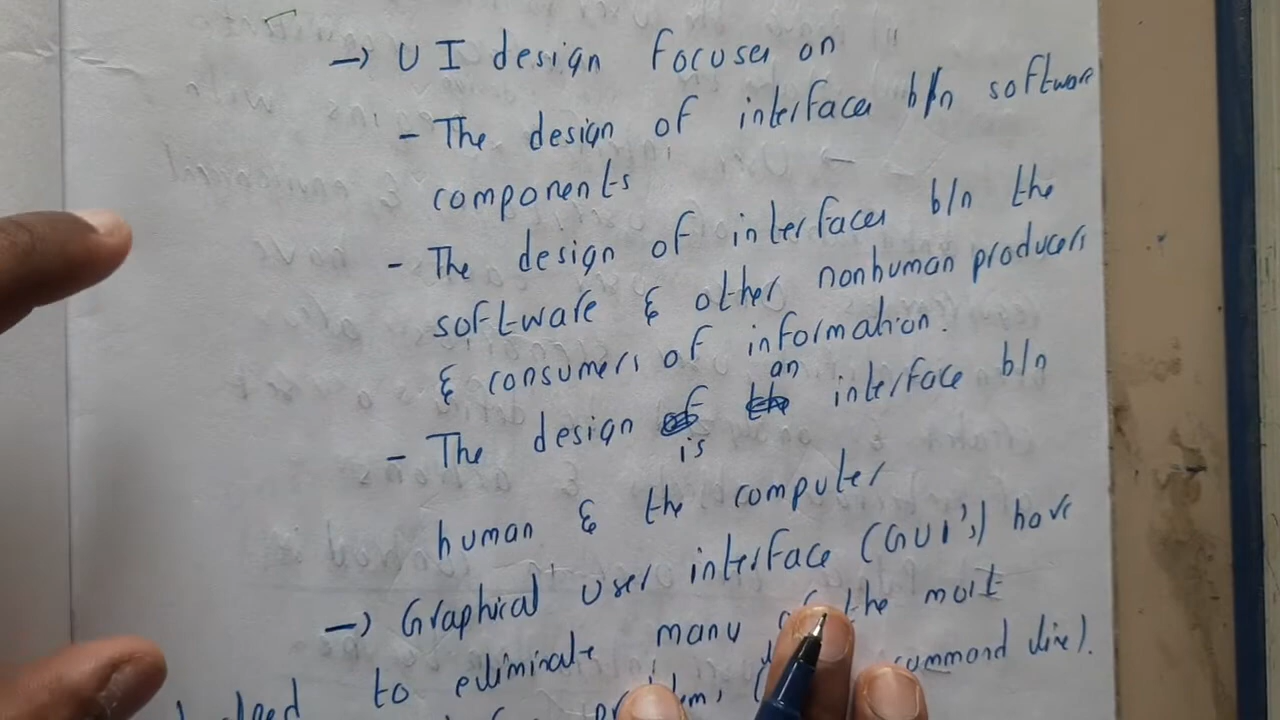 → UI design focuses on
- The design of interfaces b/n software
components
- The design of interfaces b/n the
software & other nonhuman producers
& consumers of information.
- The design is an interface b/n
human & the computer
→ Graphical user interface (GUI's) have
to eliminate many of the most
command line).